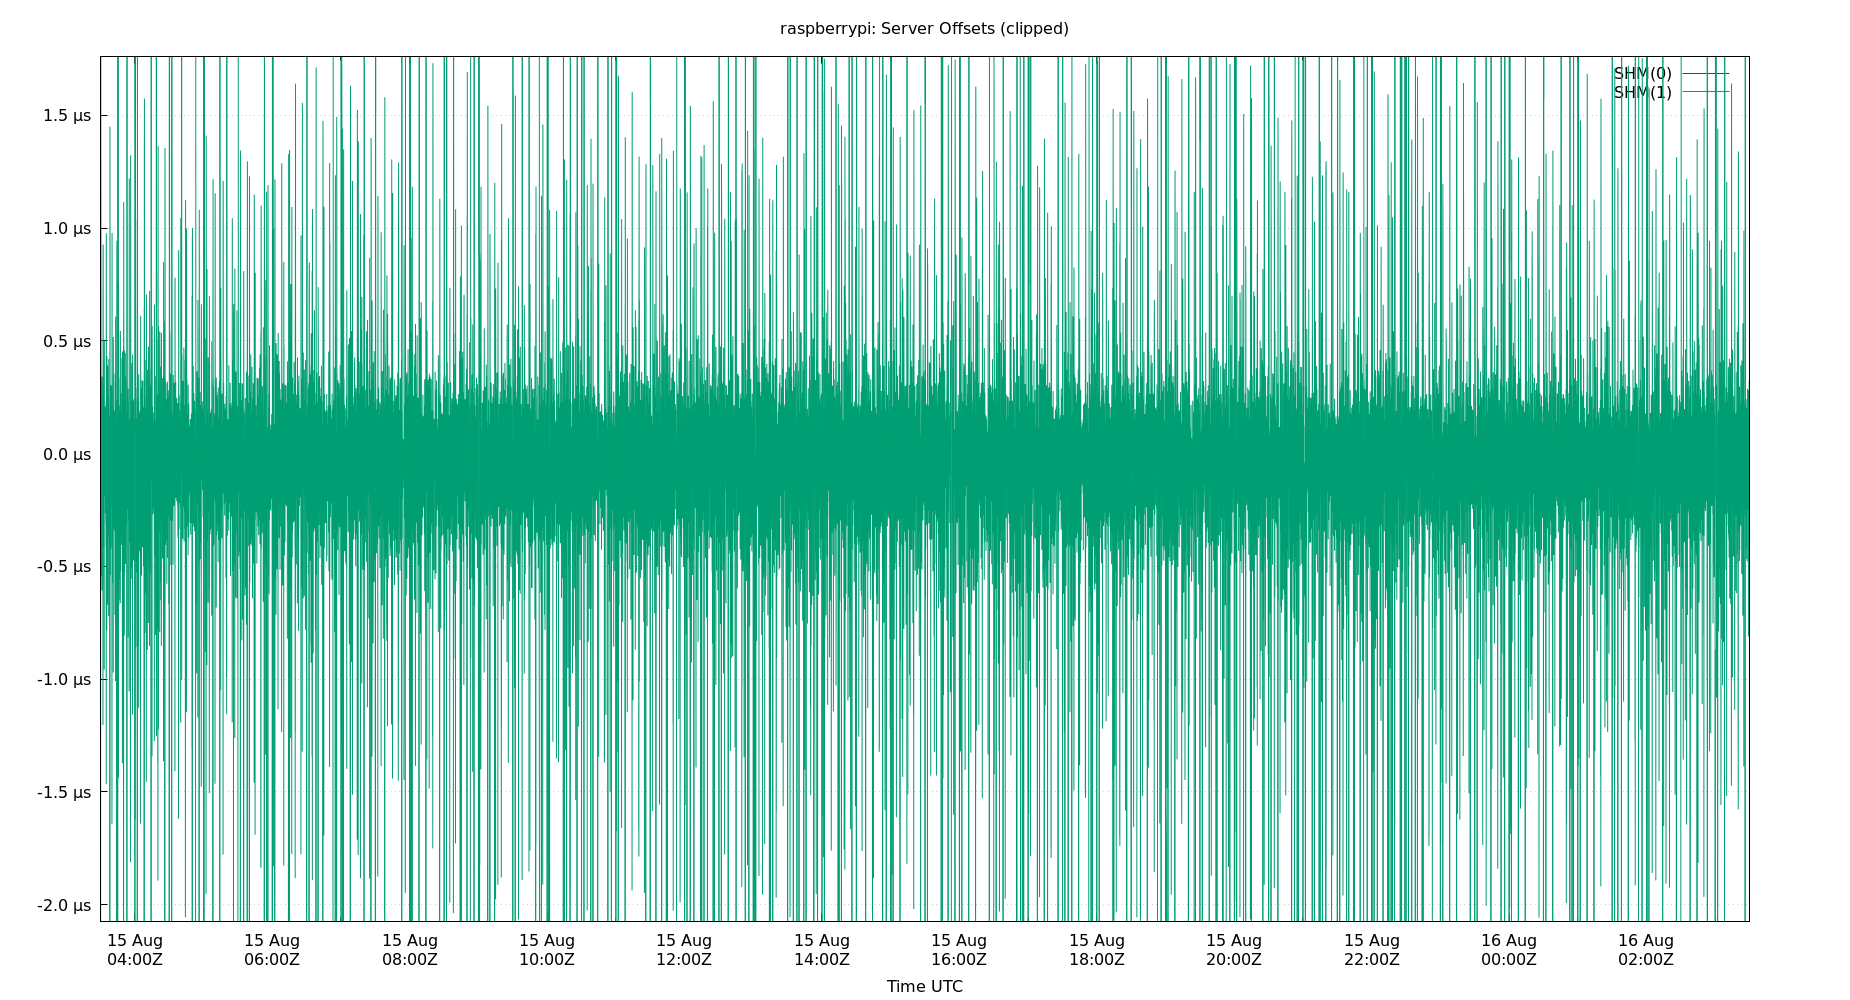 raspberrypi: Server Offsets (clipped)
SHM(0)
SHM(1)
1.5 µs
1.0 µs
0.5 µs
0.0 µs
-0.5 µs
-1.0 µs
-1.5 µs
-2.0 µs
15 Aug 15 Aug 15 Aug 15 Aug 15 Aug 15 Aug 15 Aug 15 Aug 15 Aug 15 Aug 16 Aug 16 Aug
04:00Z 06:00Z 08:00Z 10:00Z 12:00Z 14:00Z 16:00Z 18:00Z 20:00Z 22:00Z 00:00Z 02:00Z
Time UTC